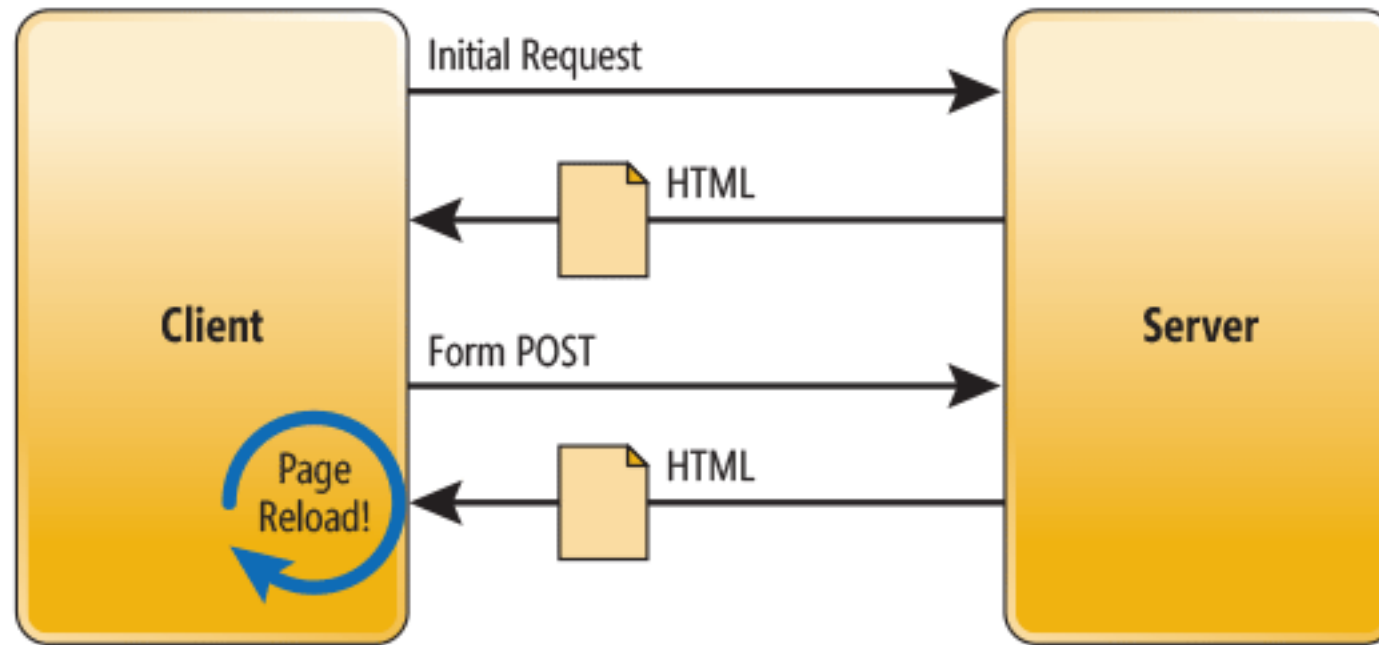 Initial Request
HTML
Client
Server
Form POST
HTML
Page
Reload!